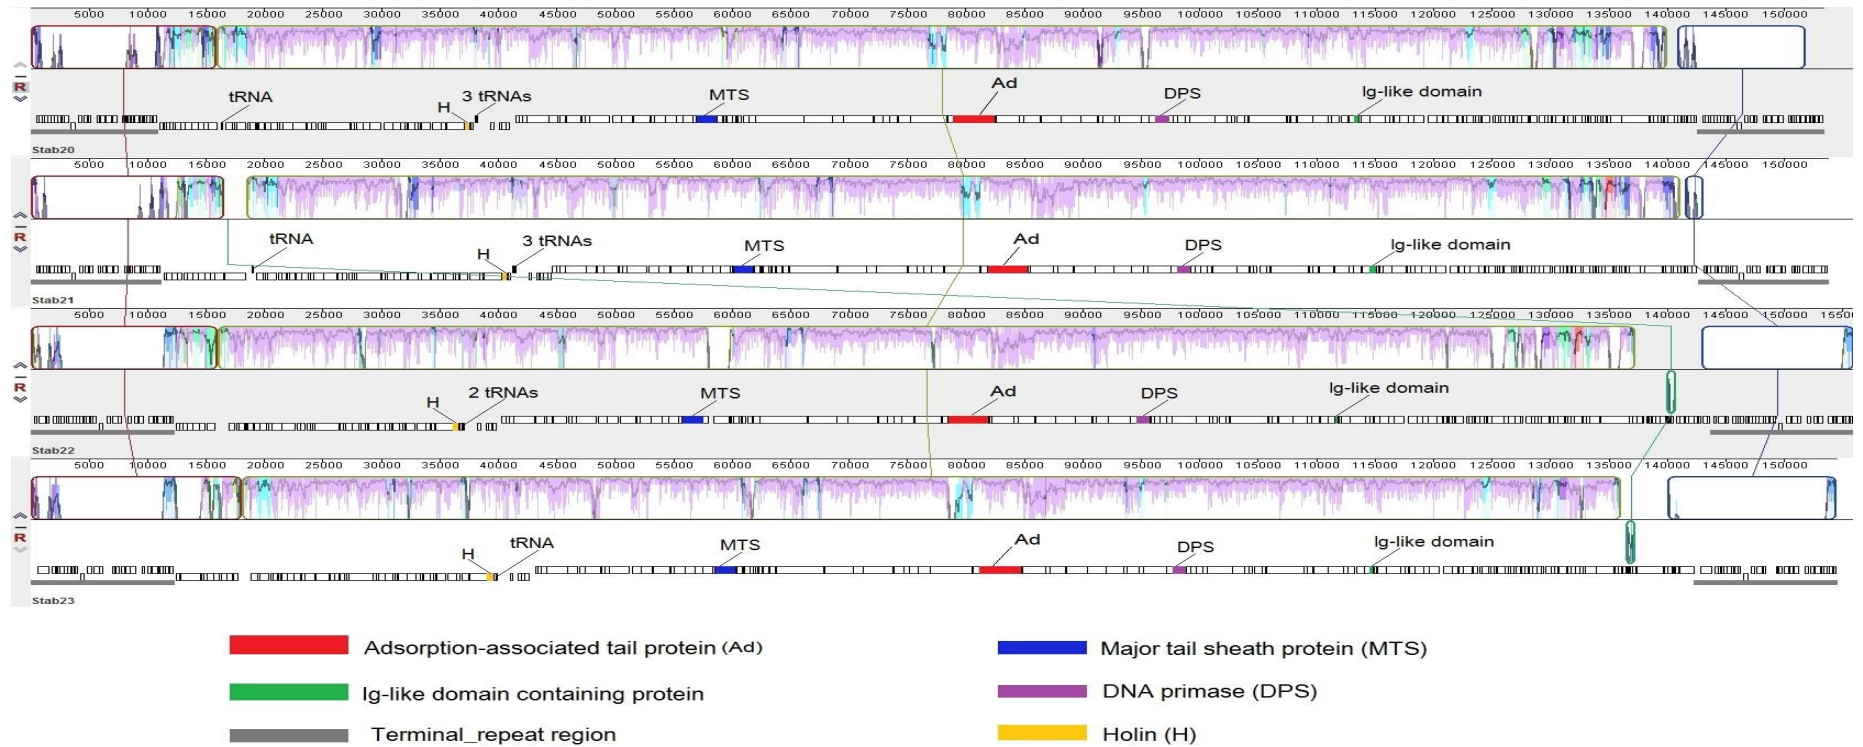 5000 10000 15000 20000 25000 30000 35000 40000 45000 50000 55000 60000 65000 70000 75000 80000 85000 90000 95000 100000 105000 110000 115000 120000 125000 130000 135000 140000 145000 150000
R
tRNA H 3 tRNAs MTS Ad DPS Ig-like domain
Stab20
5000 10000 15000 20000 25000 30000 35000 40000 45000 50000 55000 60000 65000 70000 75000 80000 85000 90000 95000 100000 105000 110000 115000 120000 125000 130000 135000 140000 145000 150000
R
tRNA H 3 tRNAs MTS Ad DPS Ig-like domain
Stab21
5000 10000 15000 20000 25000 30000 35000 40000 45000 50000 55000 60000 65000 70000 75000 80000 85000 90000 95000 100000 105000 110000 115000 120000 125000 130000 135000 140000 145000 150000
R
H 2 tRNAs MTS Ad DPS Ig-like domain
Stab22
5000 10000 15000 20000 25000 30000 35000 40000 45000 50000 55000 60000 65000 70000 75000 80000 85000 90000 95000 100000 105000 110000 115000 120000 125000 130000 135000 140000 145000 150000
R
H tRNA MTS Ad DPS Ig-like domain
Stab23
Adsorption-associated tail protein (Ad)
Major tail sheath protein (MTS)
Ig-like domain containing protein
DNA primase (DPS)
Terminal_repeat region
Holin (H)